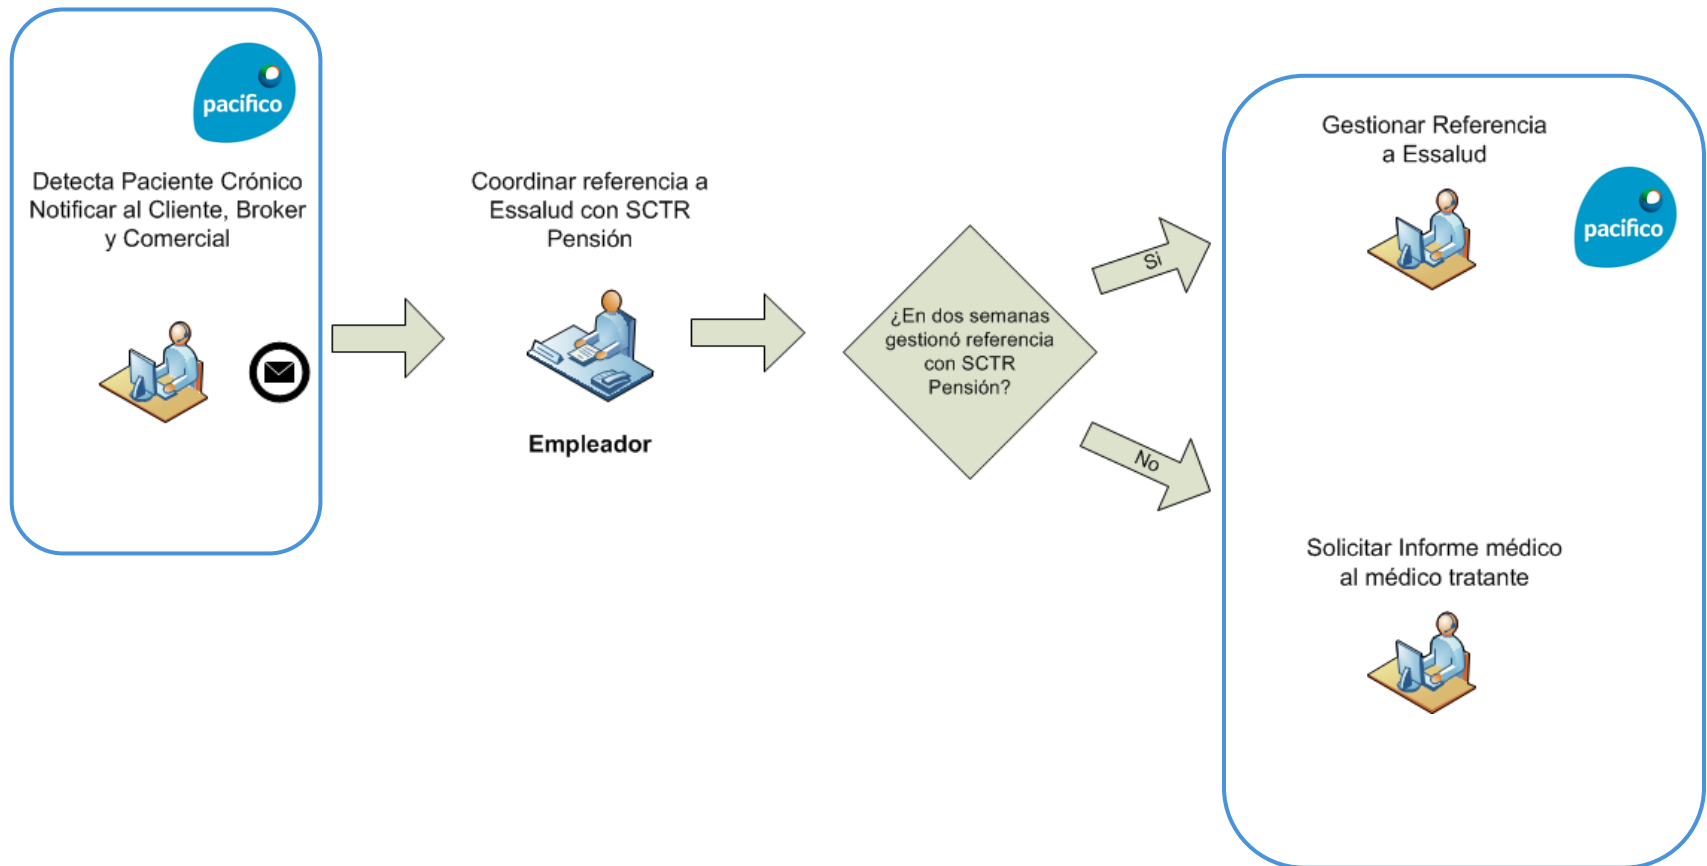 pacifico
Detecta Paciente Crónico
Notificar al Cliente, Broker
y Comercial
Coordinar referencia a
Essalud con SCTR
Pensión
Empleador
¿En dos semanas
gestionó referencia
con SCTR
Pensión?
Si
No
Gestionar Referencia
a Essalud
pacifico
Solicitar Informe médico
al médico tratante